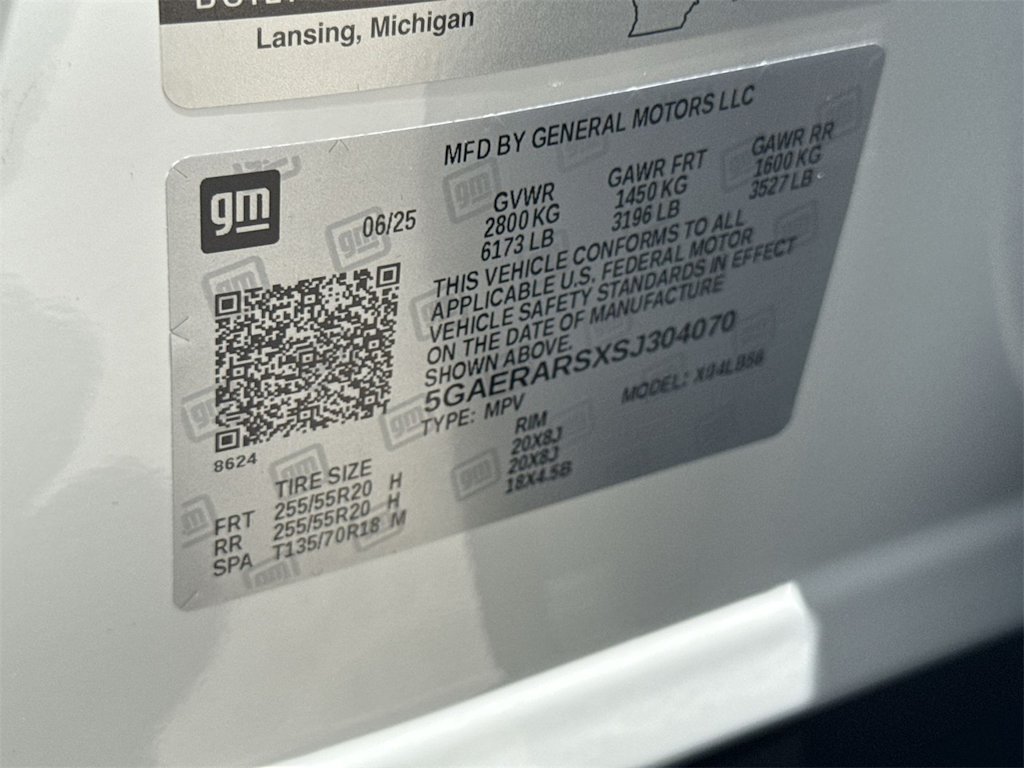 Lansing, Michigan
MFD BY GENERAL MOTORS LLC
gm
06/25
GVWR
2800 KG
6173 LB
GAWR FRT
1450 KG
3196 LB
GAWR RR
1600 KG
3527 LB
THIS VEHICLE CONFORMS TO ALL
APPLICABLE U.S. FEDERAL MOTOR
VEHICLE SAFETY STANDARDS IN EFFECT
ON THE DATE OF MANUFACTURE
SHOWN ABOVE.
5GAERARSXSJ304070
TYPE: MPV
MODEL:
8624
TIRE SIZE RIM
FRT 255/55R20 H 20X8J
RR 255/55R20 H 20X8J
SPA T135/70R18 M 18X4.5B